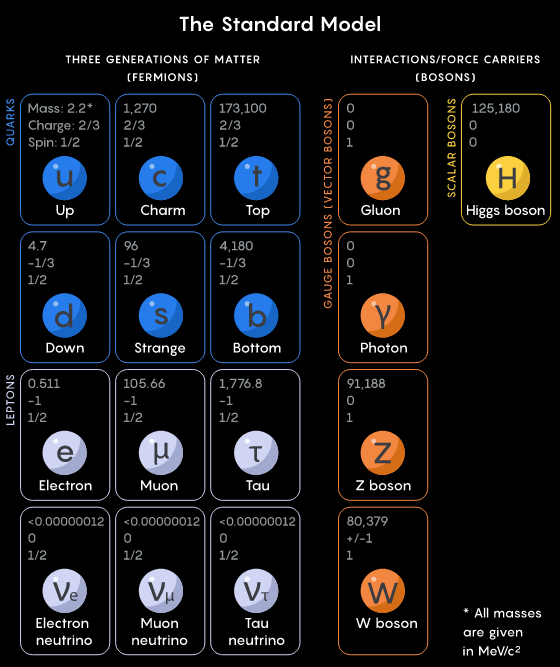 The Standard Model
THREE GENERATIONS OF MATTER
(FERMIONS)
INTERACTIONS/FORCE CARRIERS
(BOSONS)
QUARKS
Mass: 2.2*
Charge: 2/3
Spin: 1/2
u
Up
1,270
2/3
1/2
c
Charm
173,100
2/3
1/2
t
Top
GAUGE BOSONS (VECTOR BOSONS)
0
0
1
g
Gluon
SCALAR BOSONS
125,180
0
0
H
Higgs boson
4.7
-1/3
1/2
d
Down
96
-1/3
1/2
s
Strange
4,180
-1/3
1/2
b
Bottom
0
0
1
γ
Photon
LEPTONS
0.511
-1
1/2
e
Electron
105.66
-1
1/2
μ
Muon
1,776.8
-1
1/2
τ
Tau
91,188
0
1
Z
Z boson
<0.00000012
0
1/2
νe
Electron
neutrino
<0.00000012
0
1/2
νμ
Muon
neutrino
<0.00000012
0
1/2
ντ
Tau
neutrino
80,379
+/-1
1
W
W boson
* All masses
are given
in MeV/c²